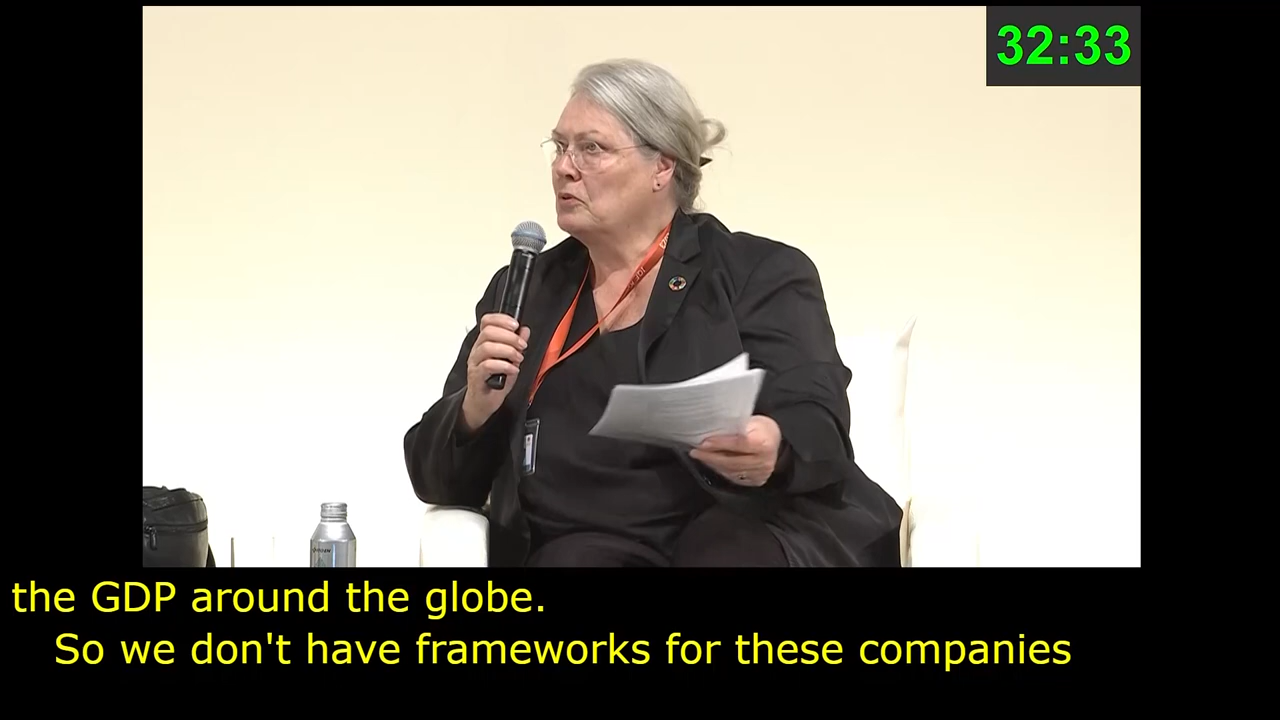 32:33
the GDP around the globe.
So we don't have frameworks for these companies